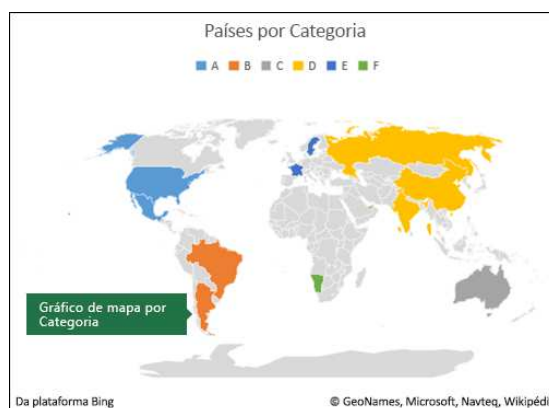 Países por Categoria
A B C D E F
Gráfico de mapa por
Categoria
Da plataforma Bing
© GeoNames, Microsoft, Navteq, Wikipédi